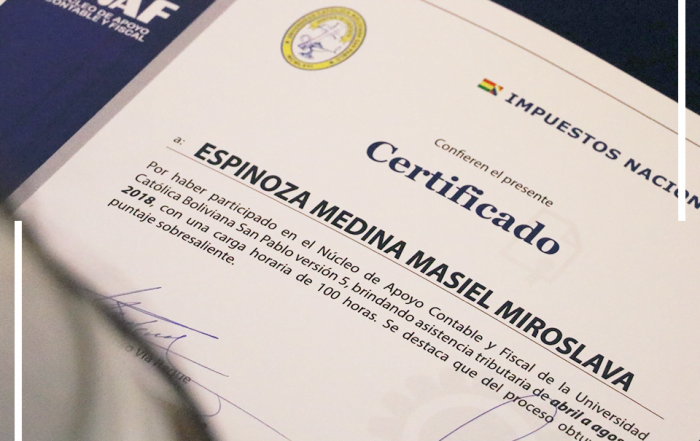 NAF
NÚCLEO DE APOYO
CONTABLE Y FISCAL
IMPUESTOS NACION
Confieren el presente
Certificado
a: ESPINOZA MEDINA MASIEL MIROSLAVA
Por haber participado en el Núcleo de Apoyo Contable y Fiscal de la Universidad
Católica Boliviana San Pablo versión 5, brindando asistencia tributaria de abril a agos
2018, con una carga horaria de 100 horas. Se destaca que del proceso obtu
puntaje sobresaliente.